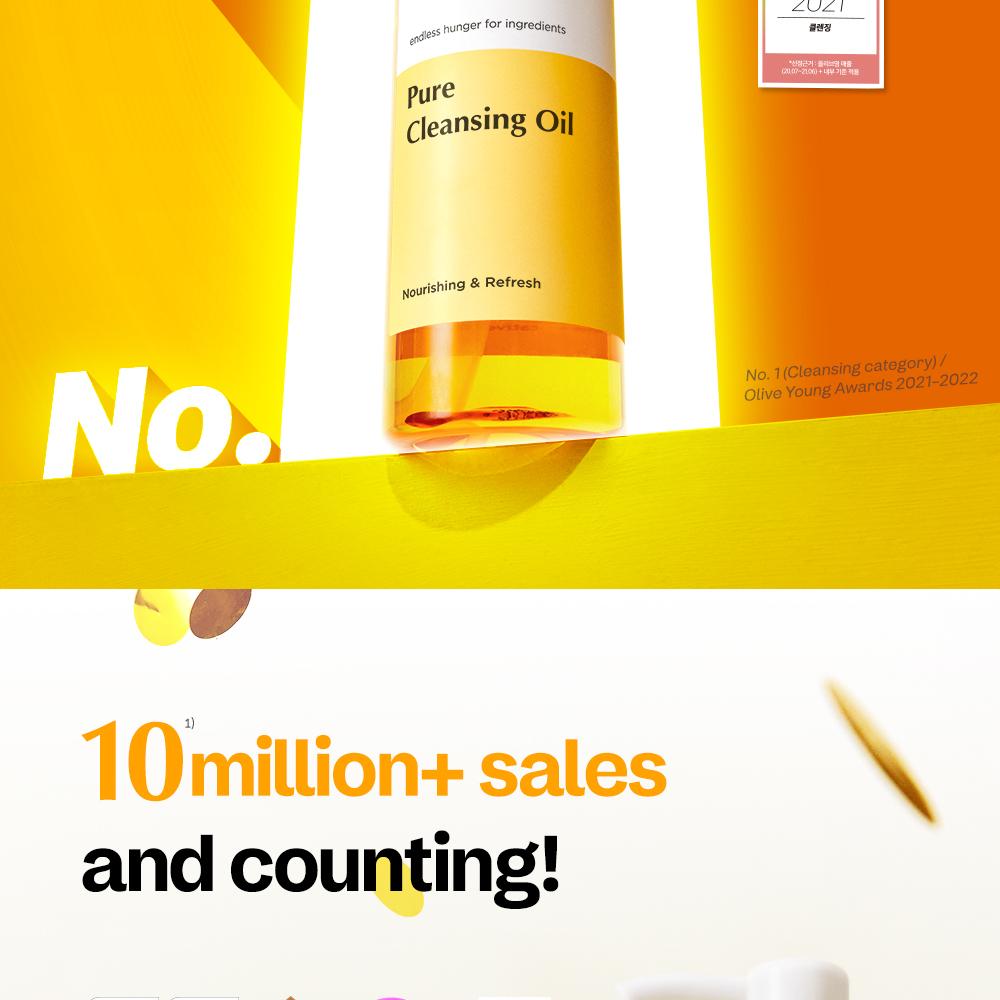 2021
클렌징
*선정근거 : 올리브영 매출
(20.07~21.06) + 내부 기준 적용
endless hunger for ingredients
Pure
Cleansing Oil
Nourishing & Refresh
No. 1 (Cleansing category) /
Olive Young Awards 2021-2022
No.
10 1) million+ sales
and counting!